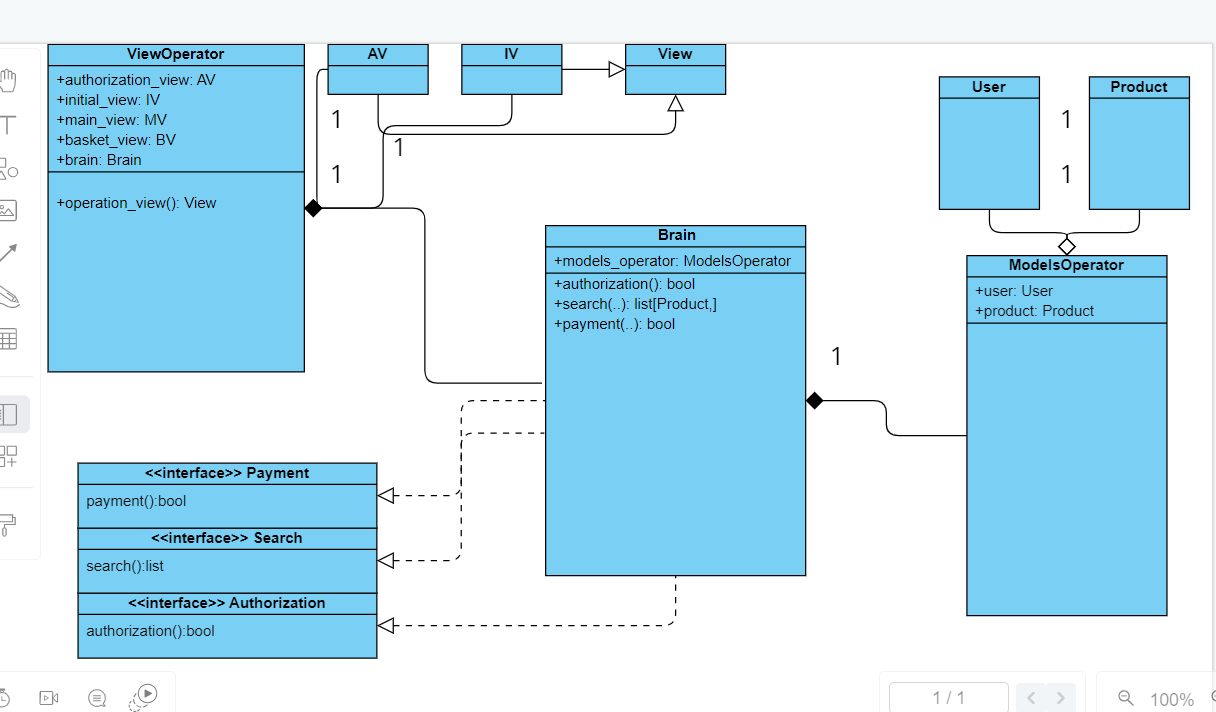 ViewOperator
+authorization_view: AV
+initial_view: IV
+main_view: MV
+basket_view: BV
+brain: Brain
+operation_view(): View
AV
IV
View
1
1
1
User
Product
1
1
Brain
+models_operator: ModelsOperator
+authorization(): bool
+search(..): list[Product,]
+payment(..): bool
1
ModelsOperator
+user: User
+product: Product
<<interface>> Payment
payment():bool
<<interface>> Search
search():list
<<interface>> Authorization
authorization():bool
1 / 1
100%